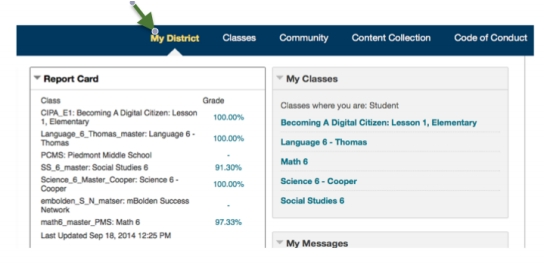 My District Classes Community Content Collection Code of Conduct
Report Card
Class Grade
CIPA_E1: Becoming A Digital Citizen: Lesson
1, Elementary 100.00%
Language_6_Thomas_master: Language 6 -
Thomas 100.00%
PCMS: Piedmont Middle School -
SS_6_master: Social Studies 6 91.30%
Science_6_Master_Cooper: Science 6 -
Cooper 100.00%
embolden_S_N_matser: mBolden Success
Network -
math6_master_PMS: Math 6 97.33%
Last Updated Sep 18, 2014 12:25 PM
My Classes
Classes where you are: Student
Becoming A Digital Citizen: Lesson 1, Elementary
Language 6 - Thomas
Math 6
Science 6 - Cooper
Social Studies 6
My Messages